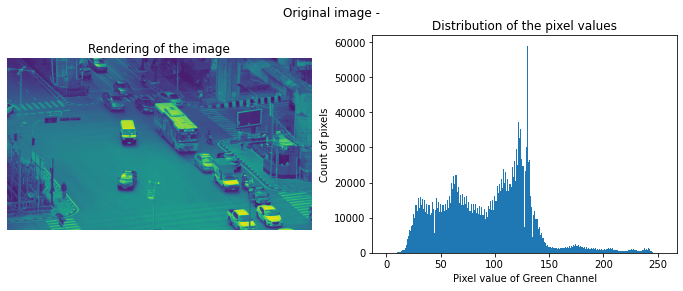 Original image -
Rendering of the image
Distribution of the pixel values
Count of pixels
60000
50000
40000
30000
20000
10000
0
0 50 100 150 200 250
Pixel value of Green Channel